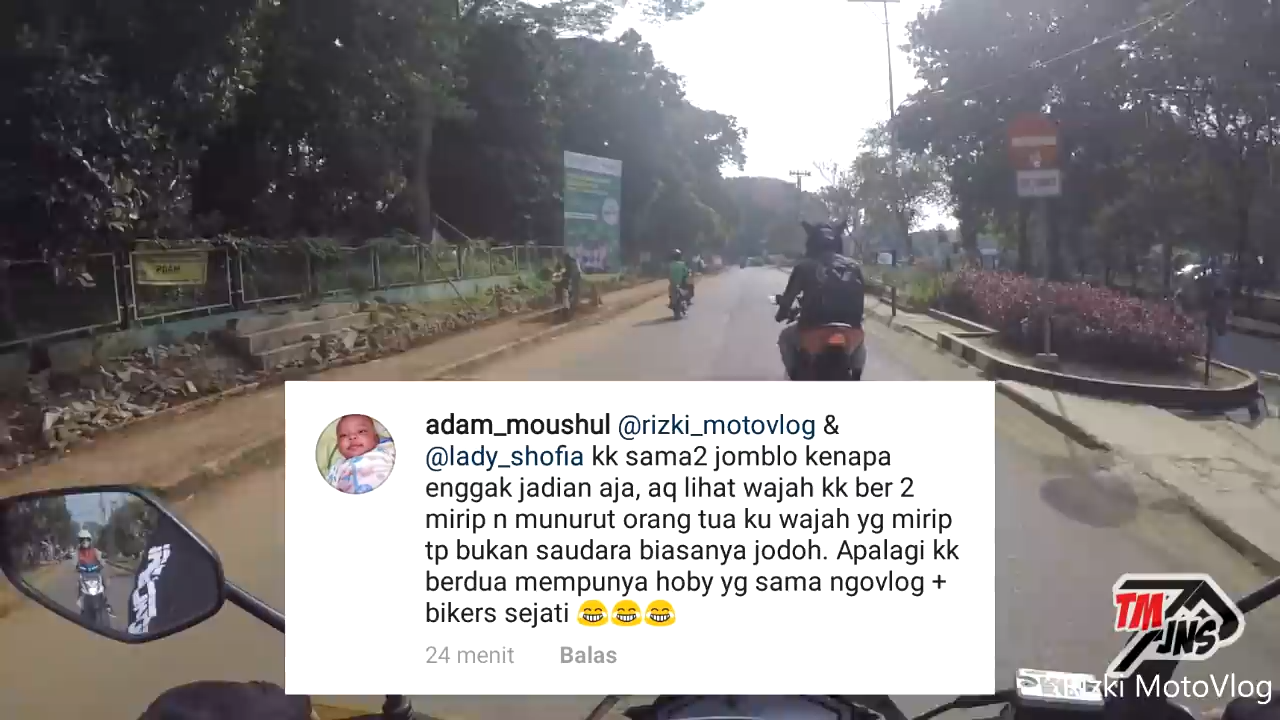 PDAM
adam_moushul @rizki_motovlog &
@lady_shofia kk sama2 jomblo kenapa
enggak jadian aja, aq lihat wajah kk ber 2
mirip n munurut orang tua ku wajah yg mirip
tp bukan saudara biasanya jodoh. Apalagi kk
berdua mempunya hoby yg sama ngovlog +
bikers sejati 😂😂😂
24 menit Balas
TM
JNS
Rizki MotoVlog